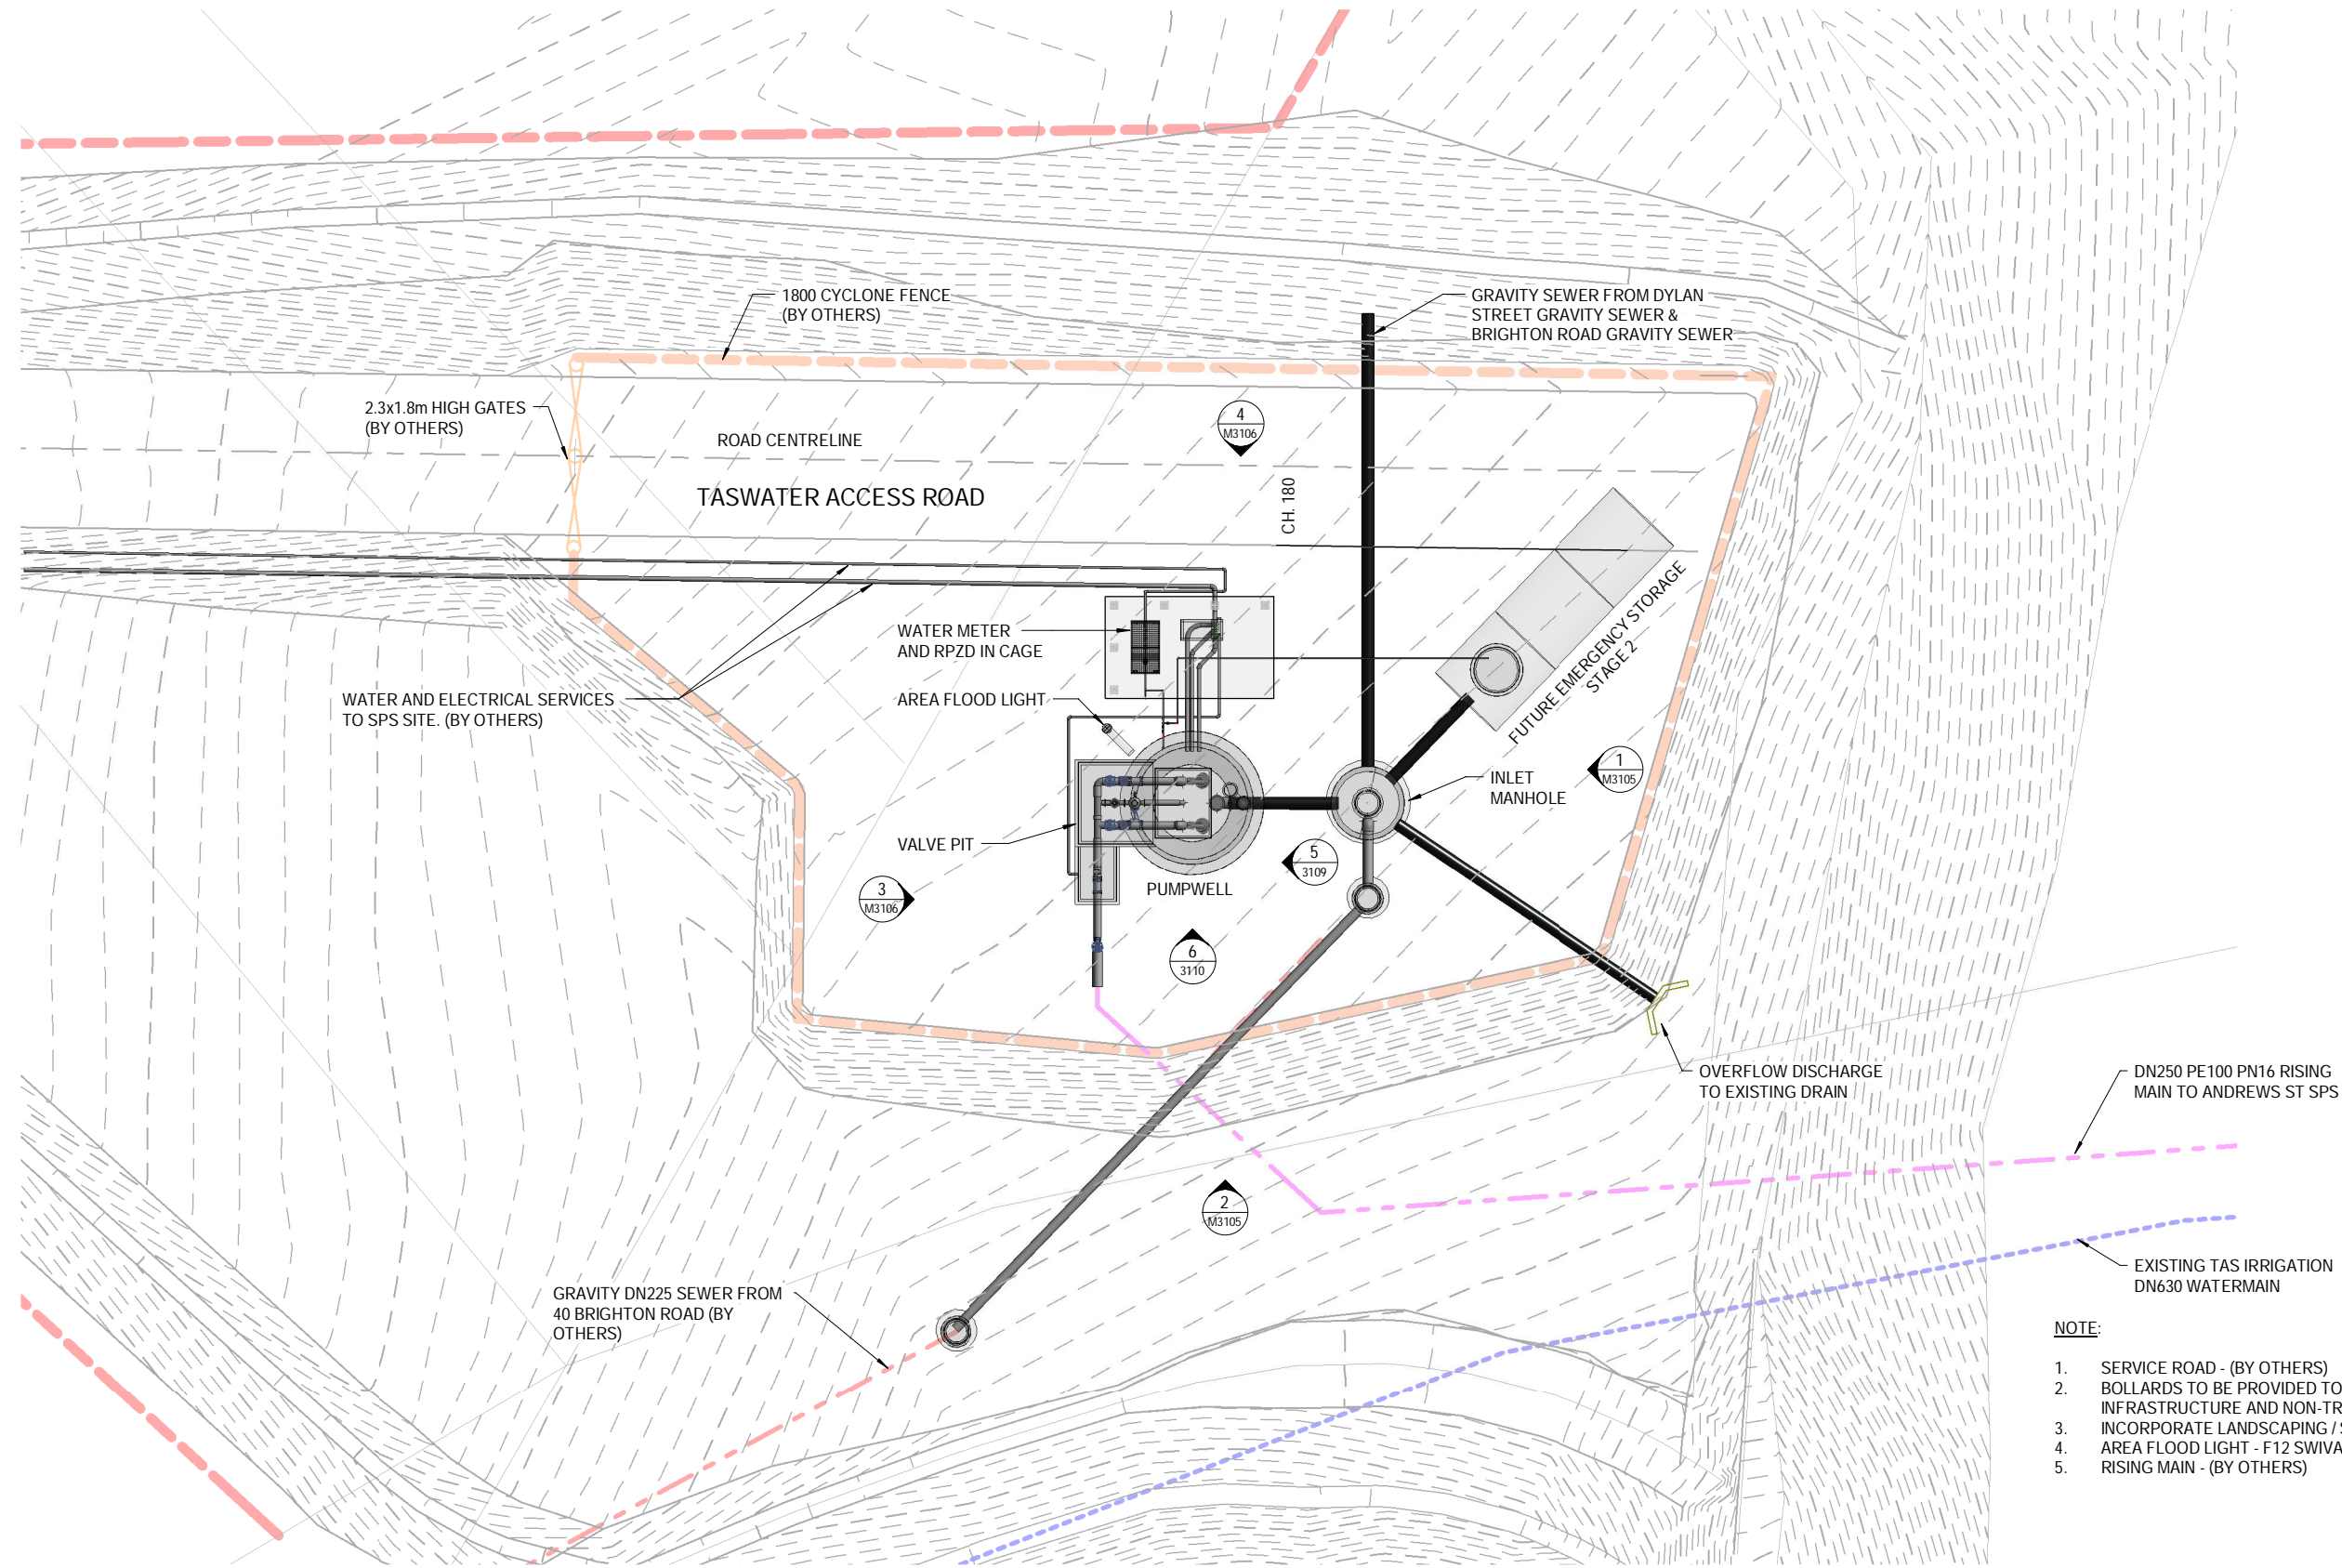 1800 CYCLONE FENCE
(BY OTHERS)
GRAVITY SEWER FROM DYLAN
STREET GRAVITY SEWER &
BRIGHTON ROAD GRAVITY SEWER
2.3x1.8m HIGH GATES
(BY OTHERS)
ROAD CENTRELINE
4
M3106
TASWATER ACCESS ROAD
CH. 180
WATER METER
AND RPZD IN CAGE
FUTURE EMERGENCY STORAGE
STAGE 2
WATER AND ELECTRICAL SERVICES
TO SPS SITE. (BY OTHERS)
AREA FLOOD LIGHT
1
M3105
INLET
MANHOLE
VALVE PIT
5
3109
PUMPWELL
3
M3106
6
3110
OVERFLOW DISCHARGE
TO EXISTING DRAIN
DN250 PE100 PN16 RISING
MAIN TO ANDREWS ST SPS
2
M3105
GRAVITY DN225 SEWER FROM
40 BRIGHTON ROAD (BY
OTHERS)
EXISTING TAS IRRIGATION
DN630 WATERMAIN
NOTE:
1. SERVICE ROAD - (BY OTHERS)
2. BOLLARDS TO BE PROVIDED TO
INFRASTRUCTURE AND NON-TR
3. INCORPORATE LANDSCAPING /
4. AREA FLOOD LIGHT - F12 SWIVA
5. RISING MAIN - (BY OTHERS)